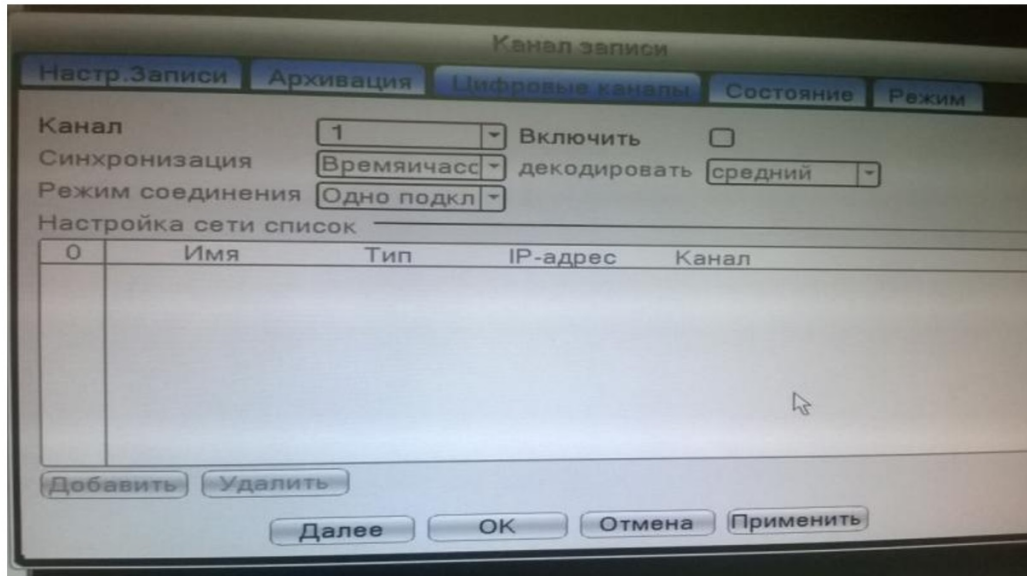 Канал записи
Настр.Записи Архивация Цифровые каналы Состояние Режим
Канал 1 Включить
Синхронизация Времяичасс декодировать средний
Режим соединения Одно подкл
Настройка сети список
0 Имя Тип IP-адрес Канал
Добавить Удалить
Далее OK Отмена Применить